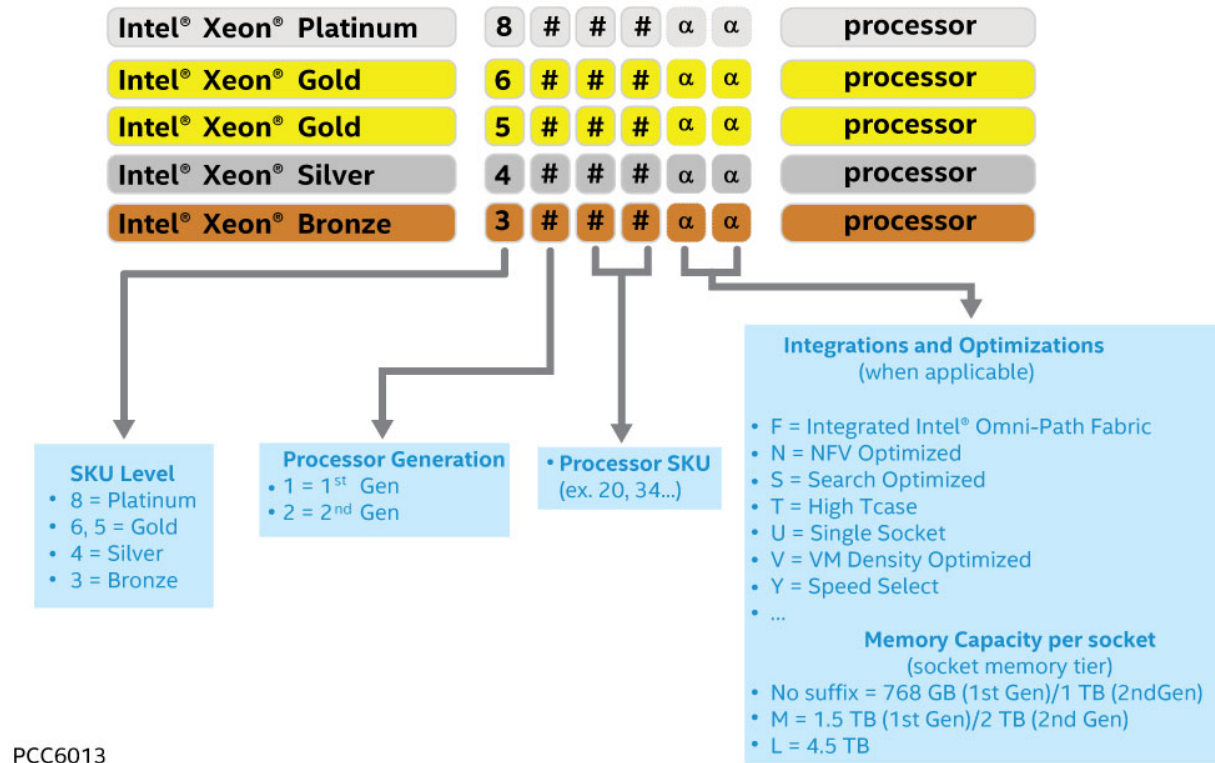 Intel® Xeon® Platinum 8 # # # α α processor
Intel® Xeon® Gold 6 # # # α α processor
Intel® Xeon® Gold 5 # # # α α processor
Intel® Xeon® Silver 4 # # # α α processor
Intel® Xeon® Bronze 3 # # # α α processor
SKU Level
• 8 = Platinum
• 6, 5 = Gold
• 4 = Silver
• 3 = Bronze
Processor Generation
• 1 = 1st Gen
• 2 = 2nd Gen
• Processor SKU
(ex. 20, 34...)
Integrations and Optimizations
(when applicable)
• F = Integrated Intel® Omni-Path Fabric
• N = NFV Optimized
• S = Search Optimized
• T = High Tcase
• U = Single Socket
• V = VM Density Optimized
• Y = Speed Select
• ...
Memory Capacity per socket
(socket memory tier)
• No suffix = 768 GB (1st Gen)/1 TB (2ndGen)
• M = 1.5 TB (1st Gen)/2 TB (2nd Gen)
• L = 4.5 TB
PCC6013